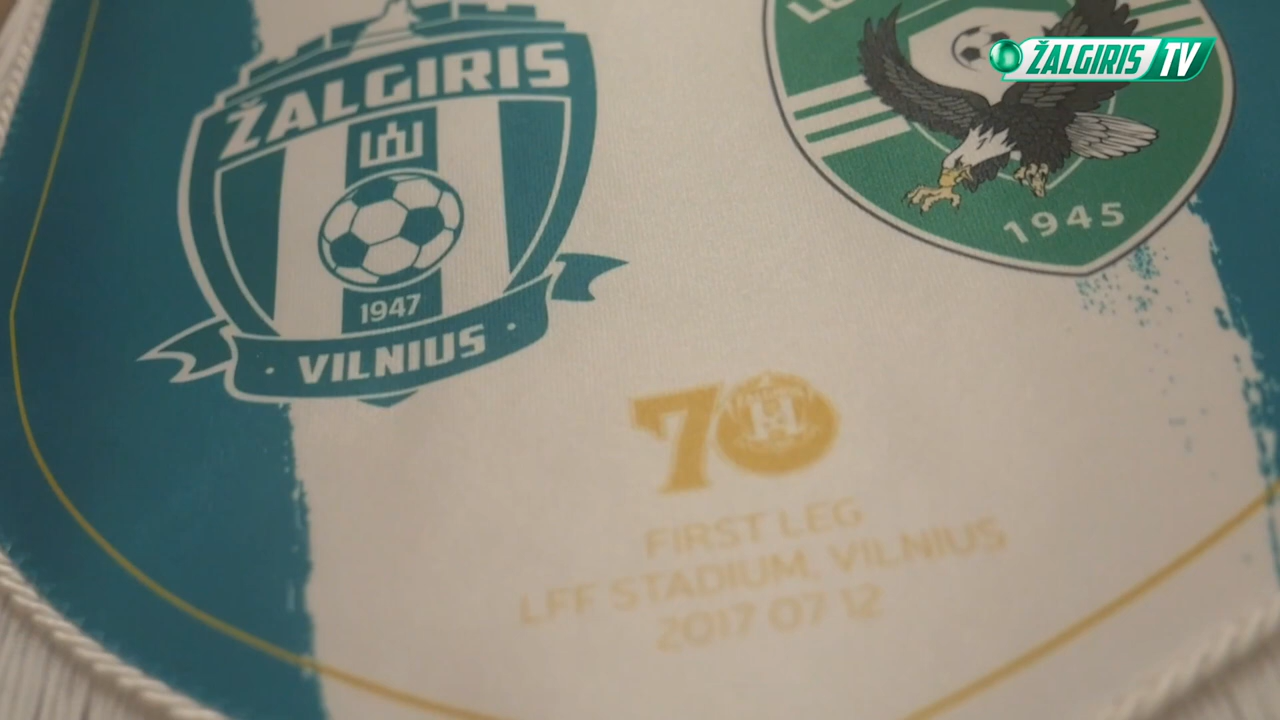 ŽALGIRIS
1947
VILNIUS
1945
ŽALGIRIS TV
70
FIRST LEG
LFF STADIUM, VILNIUS
2017 07 12